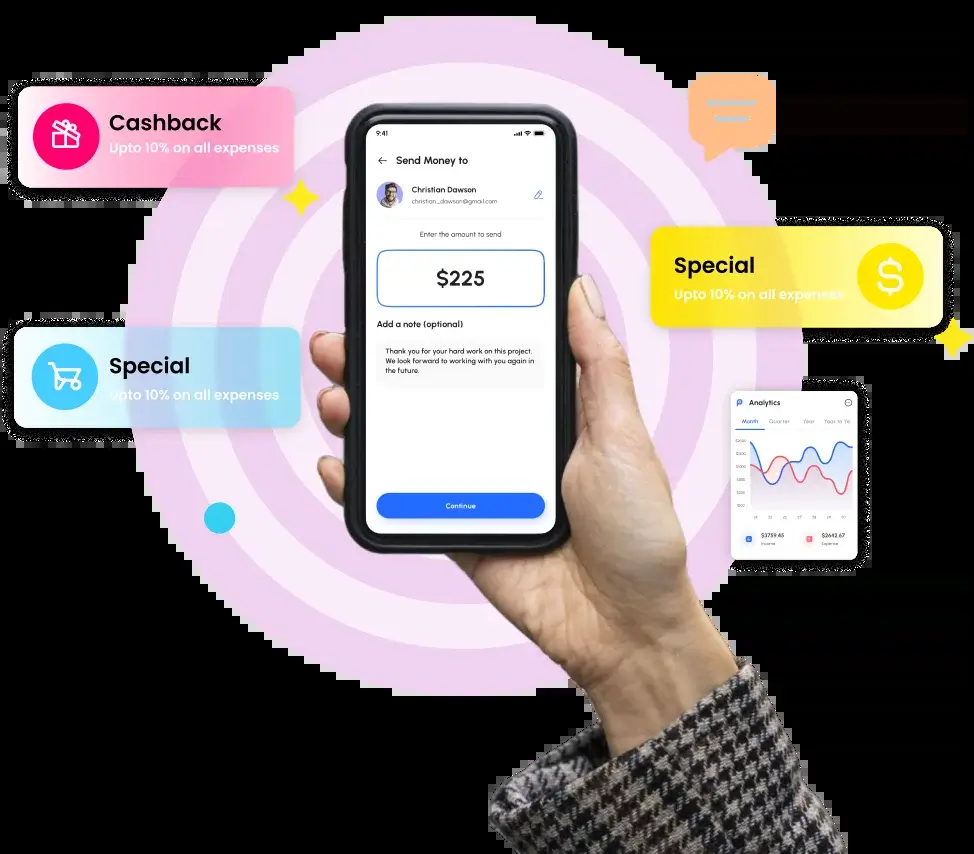 Cashback
Upto 10% on all expenses
9:41
Send Money to
Christian Dawson
christian_dawson@gmail.com
Enter the amount to send
$225
Add a note (optional)
Thank you for your hard work on this project.
We look forward to working with you again in
the future.
Continue
Special
Upto 10% on all expenses
Special
Upto 10% on all expenses
Analytics
Month Quarter Year Year to Ye
$3759.45 $2642.67
Income Expense